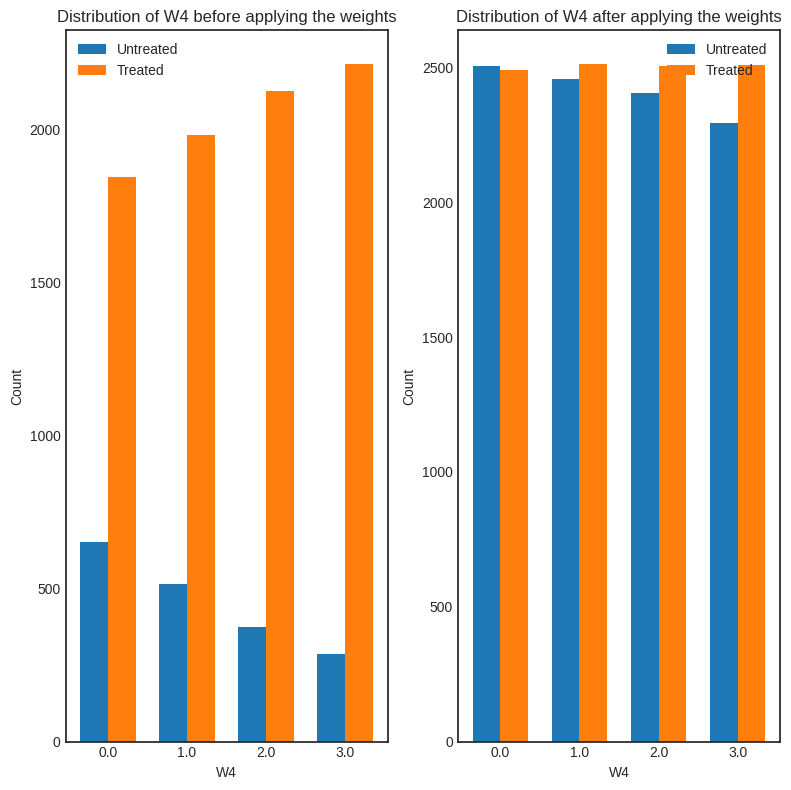 Distribution of W4 before applying the weights
Untreated
Treated
2000
1500
1000
500
0
Count
0.0 1.0 2.0 3.0
W4
Distribution of W4 after applying the weights
Untreated
Treated
2500
2000
1500
1000
500
0
Count
0.0 1.0 2.0 3.0
W4